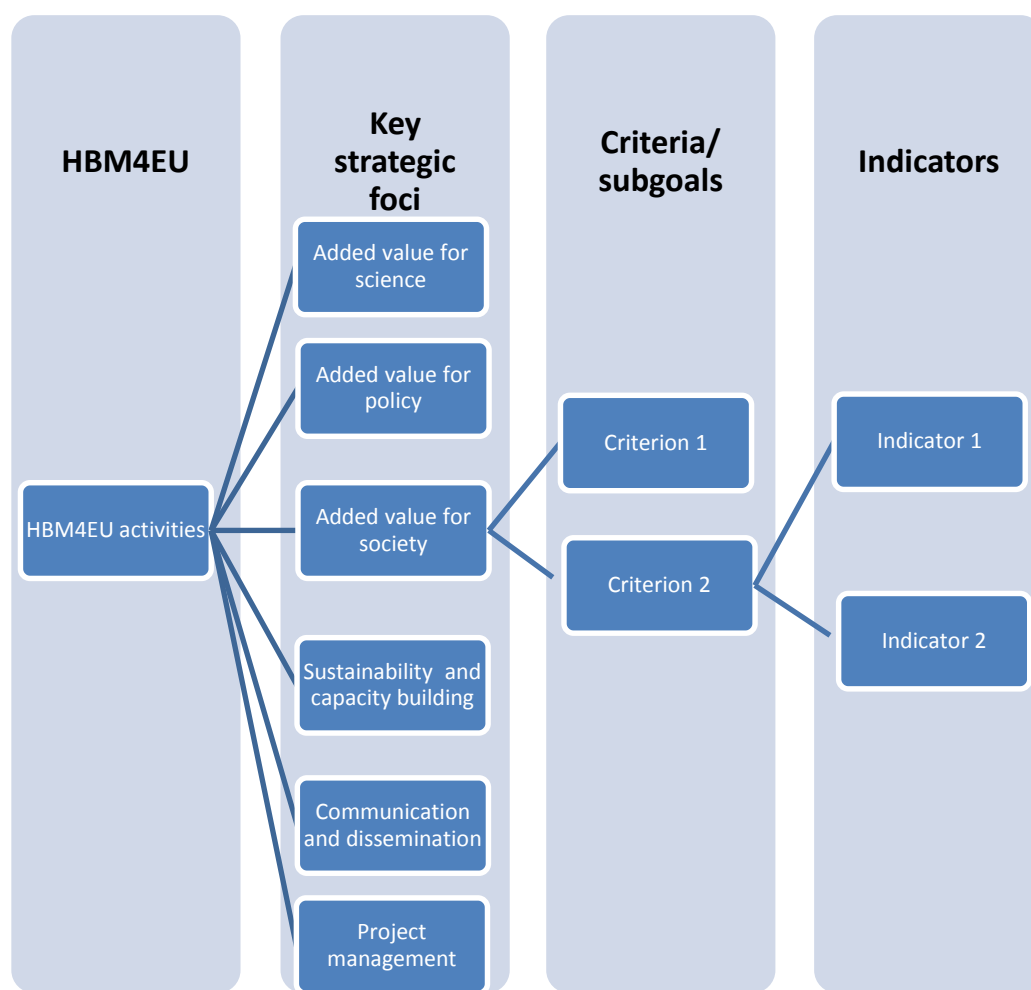 HBM4EU
Key
strategic
foci
Criteria/
subgoals
Indicators
HBM4EU activities
Added value for
science
Added value for
policy
Added value for
society
Sustainability and
capacity building
Communication
and dissemination
Project
management
Criterion 1
Criterion 2
Indicator 1
Indicator 2